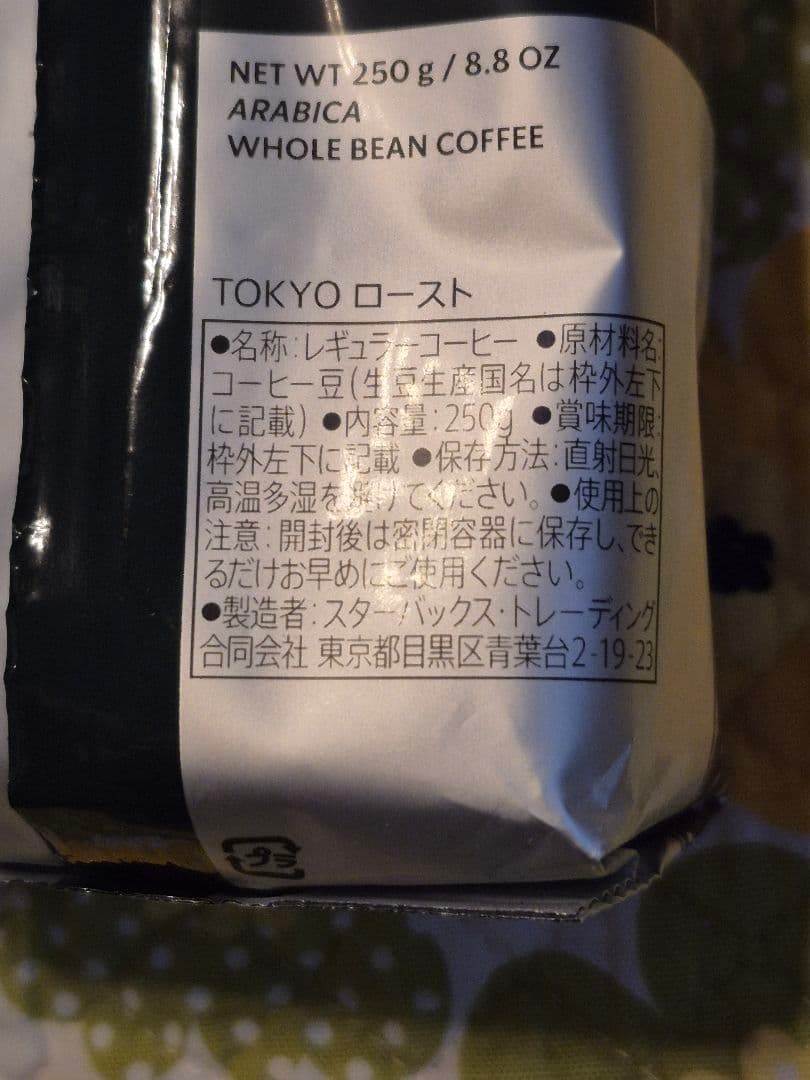 NET WT 250 g / 8.8 OZ
ARABICA
WHOLE BEAN COFFEE
TOKYO ロースト
●名称:レギュラーコーヒー ●原材料名:
コーヒー豆(生豆生産国名は枠外左下
に記載) ●内容量:250g ●賞味期限:
枠外左下に記載 ●保存方法:直射日光、
高温多湿を避けてください。●使用上の
注意:開封後は密閉容器に保存し、でき
るだけお早めにご使用ください。
●製造者:スターバックス・トレーディング
合同会社 東京都目黒区青葉台2-19-23
プラ